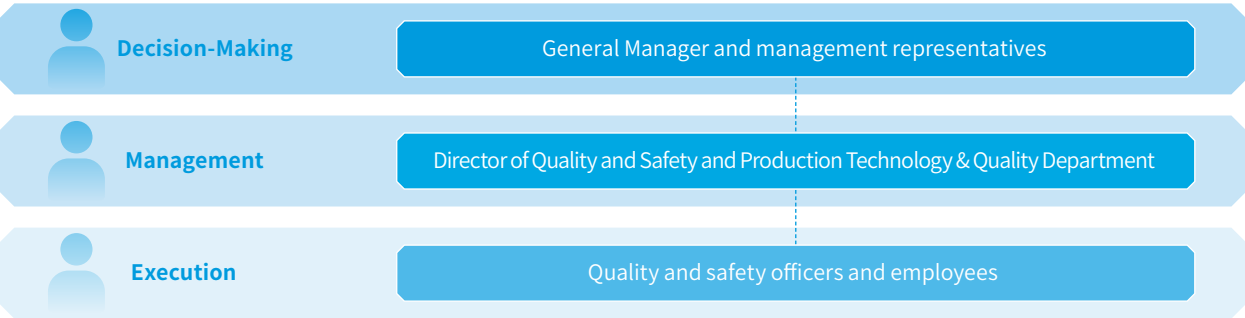 Decision-Making
General Manager and management representatives
Management
Director of Quality and Safety and Production Technology & Quality Department
Execution
Quality and safety officers and employees